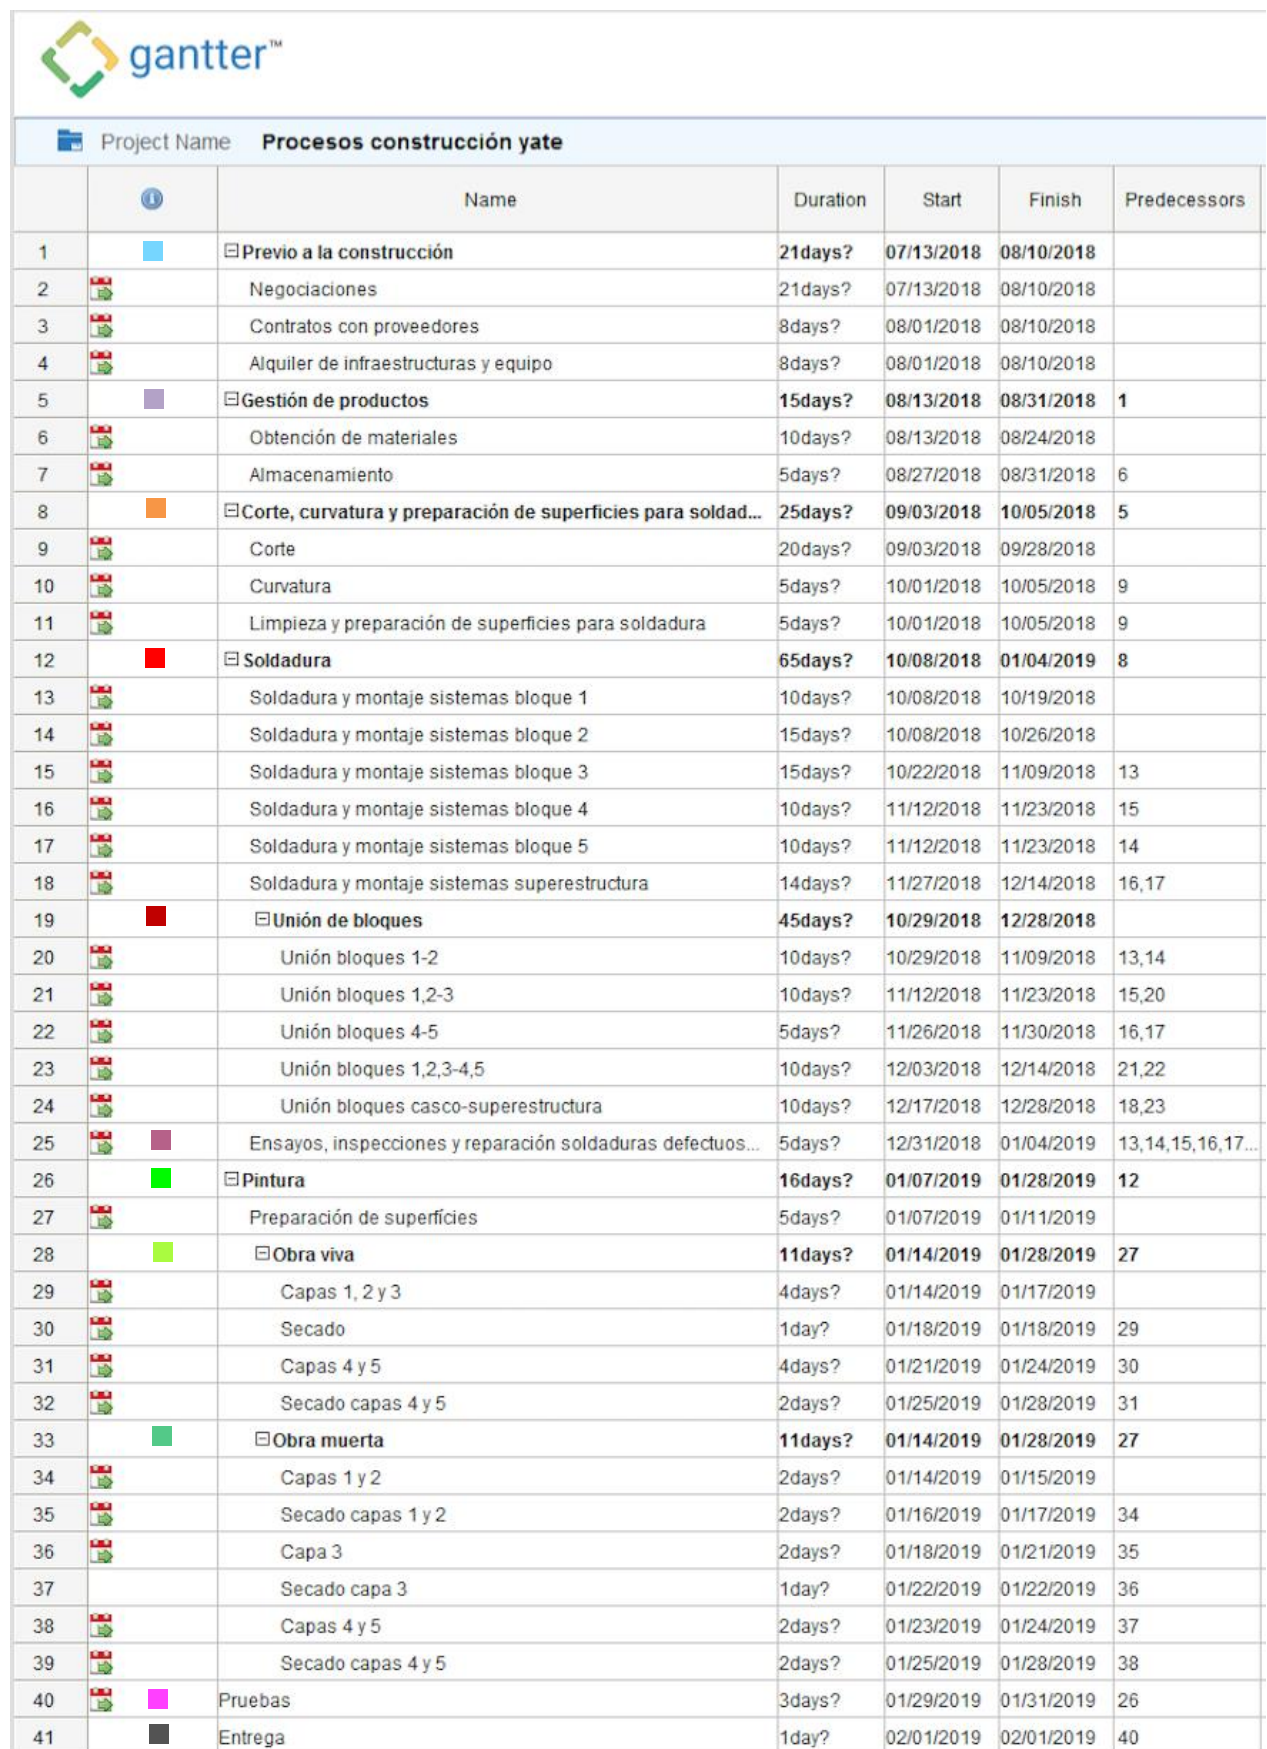 gantter™
Project Name Procesos construcción yate
Name Duration Start Finish Predecessors
1 Previo a la construcción 21days? 07/13/2018 08/10/2018
2 Negociaciones 21days? 07/13/2018 08/10/2018
3 Contratos con proveedores 8days? 08/01/2018 08/10/2018
4 Alquiler de infraestructuras y equipo 8days? 08/01/2018 08/10/2018
5 Gestión de productos 15days? 08/13/2018 08/31/2018 1
6 Obtención de materiales 10days? 08/13/2018 08/24/2018
7 Almacenamiento 5days? 08/27/2018 08/31/2018 6
8 Corte, curvatura y preparación de superficies para soldad... 25days? 09/03/2018 10/05/2018 5
9 Corte 20days? 09/03/2018 09/28/2018
10 Curvatura 5days? 10/01/2018 10/05/2018 9
11 Limpieza y preparación de superficies para soldadura 5days? 10/01/2018 10/05/2018 9
12 Soldadura 65days? 10/08/2018 01/04/2019 8
13 Soldadura y montaje sistemas bloque 1 10days? 10/08/2018 10/19/2018
14 Soldadura y montaje sistemas bloque 2 15days? 10/08/2018 10/26/2018
15 Soldadura y montaje sistemas bloque 3 15days? 10/22/2018 11/09/2018 13
16 Soldadura y montaje sistemas bloque 4 10days? 11/12/2018 11/23/2018 15
17 Soldadura y montaje sistemas bloque 5 10days? 11/12/2018 11/23/2018 14
18 Soldadura y montaje sistemas superestructura 14days? 11/27/2018 12/14/2018 16,17
19 Unión de bloques 45days? 10/29/2018 12/28/2018
20 Unión bloques 1-2 10days? 10/29/2018 11/09/2018 13,14
21 Unión bloques 1,2-3 10days? 11/12/2018 11/23/2018 15,20
22 Unión bloques 4-5 5days? 11/26/2018 11/30/2018 16,17
23 Unión bloques 1,2,3-4,5 10days? 12/03/2018 12/14/2018 21,22
24 Unión bloques casco-superestructura 10days? 12/17/2018 12/28/2018 18,23
25 Ensayos, inspecciones y reparación soldaduras defectuos... 5days? 12/31/2018 01/04/2019 13,14,15,16,17...
26 Pintura 16days? 01/07/2019 01/28/2019 12
27 Preparación de superfícies 5days? 01/07/2019 01/11/2019
28 Obra viva 11days? 01/14/2019 01/28/2019 27
29 Capas 1, 2 y 3 4days? 01/14/2019 01/17/2019
30 Secado 1day? 01/18/2019 01/18/2019 29
31 Capas 4 y 5 4days? 01/21/2019 01/24/2019 30
32 Secado capas 4 y 5 2days? 01/25/2019 01/28/2019 31
33 Obra muerta 11days? 01/14/2019 01/28/2019 27
34 Capas 1 y 2 2days? 01/14/2019 01/15/2019
35 Secado capas 1 y 2 2days? 01/16/2019 01/17/2019 34
36 Capa 3 2days? 01/18/2019 01/21/2019 35
37 Secado capa 3 1day? 01/22/2019 01/22/2019 36
38 Capas 4 y 5 2days? 01/23/2019 01/24/2019 37
39 Secado capas 4 y 5 2days? 01/25/2019 01/28/2019 38
40 Pruebas 3days? 01/29/2019 01/31/2019 26
41 Entrega 1day? 02/01/2019 02/01/2019 40